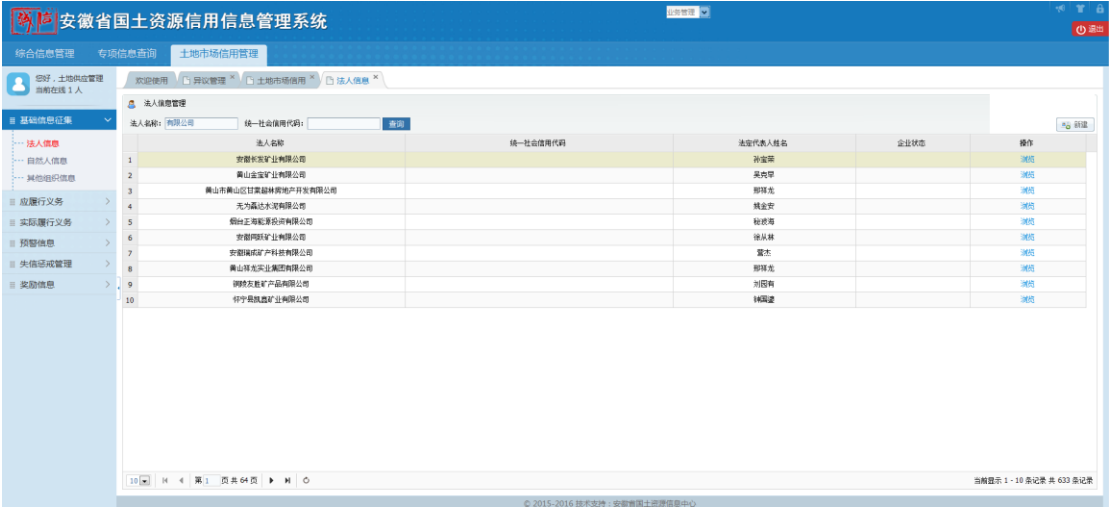 诚信 安徽省国土资源信用信息管理系统
业务管理
退出
综合信息管理 专项信息查询 土地市场信用管理
您好，土地供应管理
当前在线 1 人
欢迎使用 异议管理 土地市场信用 法人信息
法人信息管理
法人名称： 有限公司 统一社会信用代码： 查询 新建
基础信息征集
法人信息
自然人信息
其他组织信息
应履行义务
实际履行义务
预警信息
失信惩戒管理
奖励信息
法人名称 统一社会信用代码 法定代表人姓名 企业状态 操作
1 安徽长发矿业有限公司 孙宝荣 浏览
2 黄山金宝矿业有限公司 吴克早 浏览
3 黄山市黄山区甘棠越林房地产开发有限公司 那祥龙 浏览
4 无为磊达水泥有限公司 姚金安 浏览
5 烟台正海能源投资有限公司 秘波海 浏览
6 安徽同跃矿业有限公司 徐从林 浏览
7 安徽瑞成矿产科技有限公司 营杰 浏览
8 黄山祥龙实业集团有限公司 那祥龙 浏览
9 铜陵友胜矿产品有限公司 刘园有 浏览
10 怀宁县凯盛矿业有限公司 钟国 浏览
10 第 1 页 共 64 页
当前显示 1 - 10 条记录 共 633 条记录
© 2015-2016 技术支持：安徽省国土资源信息中心